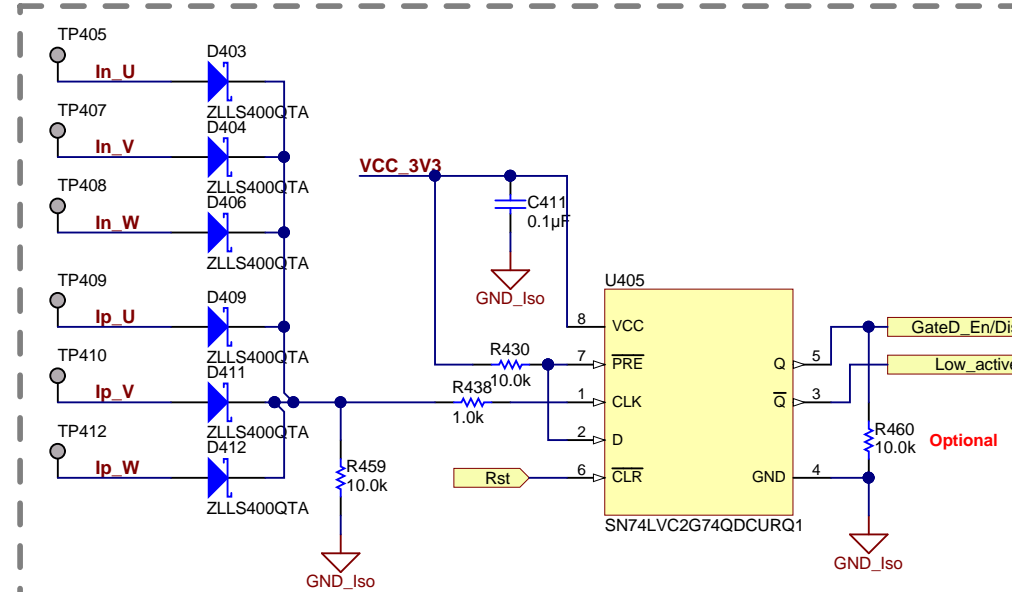 TP405
In_U
D403
ZLLS400QTA
TP407
In_V
D404
ZLLS400QTA
TP408
In_W
D406
ZLLS400QTA
TP409
Ip_U
D409
ZLLS400QTA
TP410
Ip_V
D411
ZLLS400QTA
TP412
Ip_W
D412
ZLLS400QTA
VCC_3V3
C411
0.1µF
GND_Iso
R430
10.0k
R438
1.0k
R459
10.0k
GND_Iso
Rst
U405
8 VCC
7 PRE
1 CLK
2 D
6 CLR
Q 5
Q 3
GND 4
SN74LVC2G74QDCURQ1
GateD_En/Dis
Low_active
R460
10.0k
Optional
GND_Iso